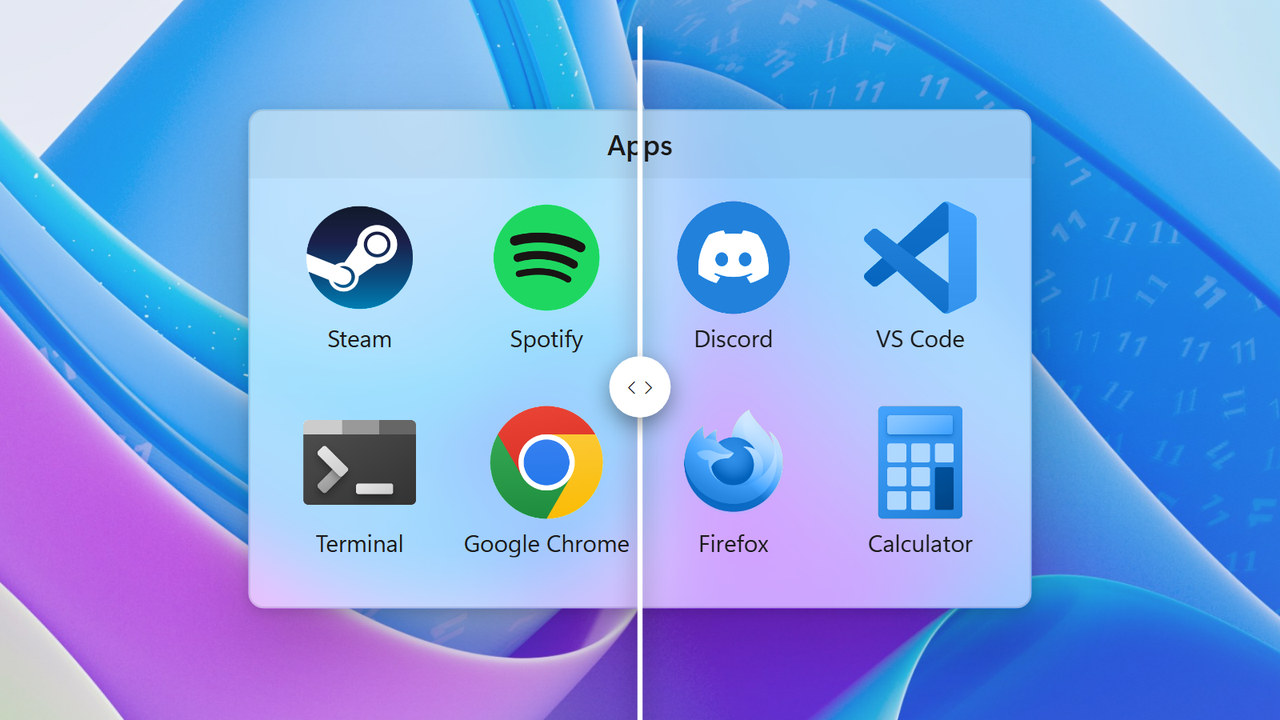 Apps
Steam
Spotify
Discord
VS Code
Terminal
Google Chrome
Firefox
Calculator